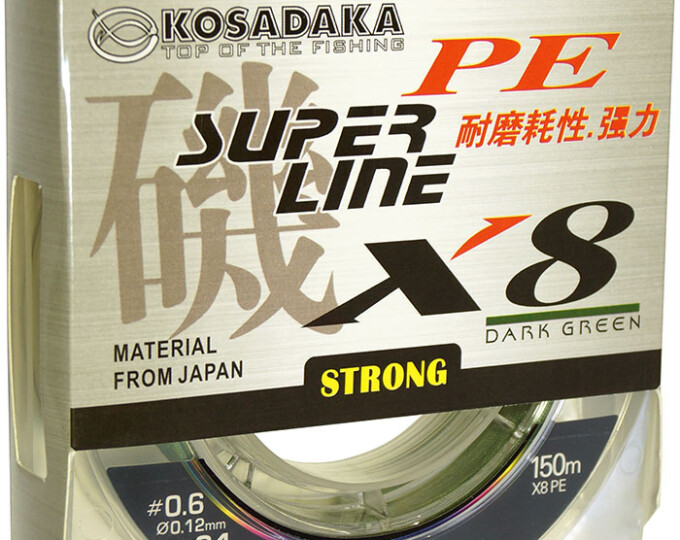 KOSADAKA
TOP OF THE FISHING
PE
耐磨耗性.强力
磯
SUPER
LINE
X8
DARK GREEN
MATERIAL
FROM JAPAN
STRONG
#0.6
Ø0.12mm
150m
X8 PE